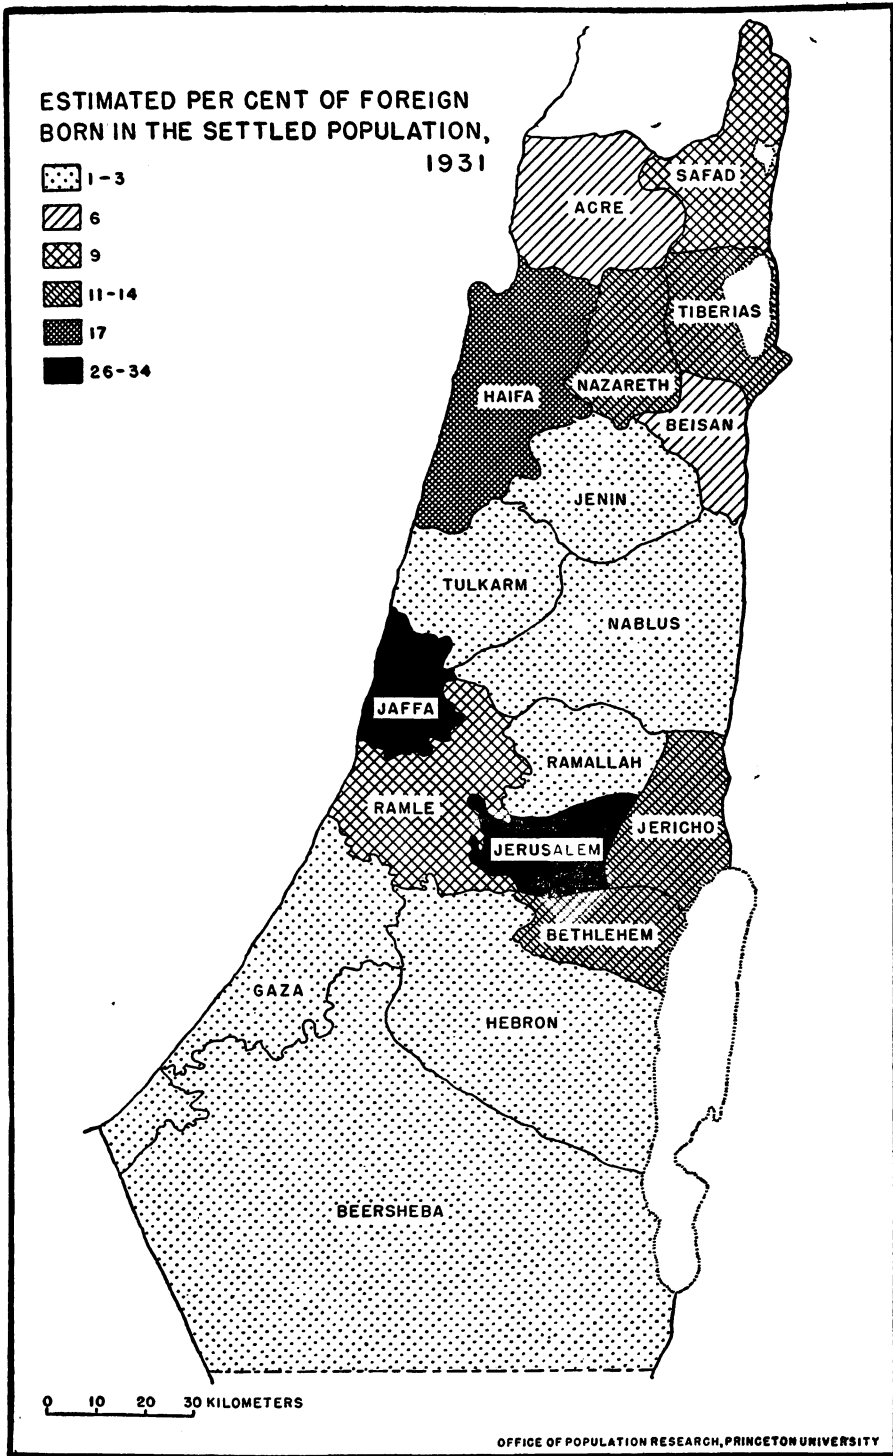 ESTIMATED PER CENT OF FOREIGN
BORN IN THE SETTLED POPULATION,
1931
1-3
6
9
11-14
17
26-34
SAFAD
ACRE
TIBERIAS
NAZARETH
HAIFA
BEISAN
JENIN
TULKARM
NABLUS
JAFFA
RAMALLAH
RAMLE
JERICHO
JERUSALEM
BETHLEHEM
GAZA
HEBRON
BEERSHEBA
0 10 20 30 KILOMETERS
OFFICE OF POPULATION RESEARCH, PRINCETON UNIVERSITY